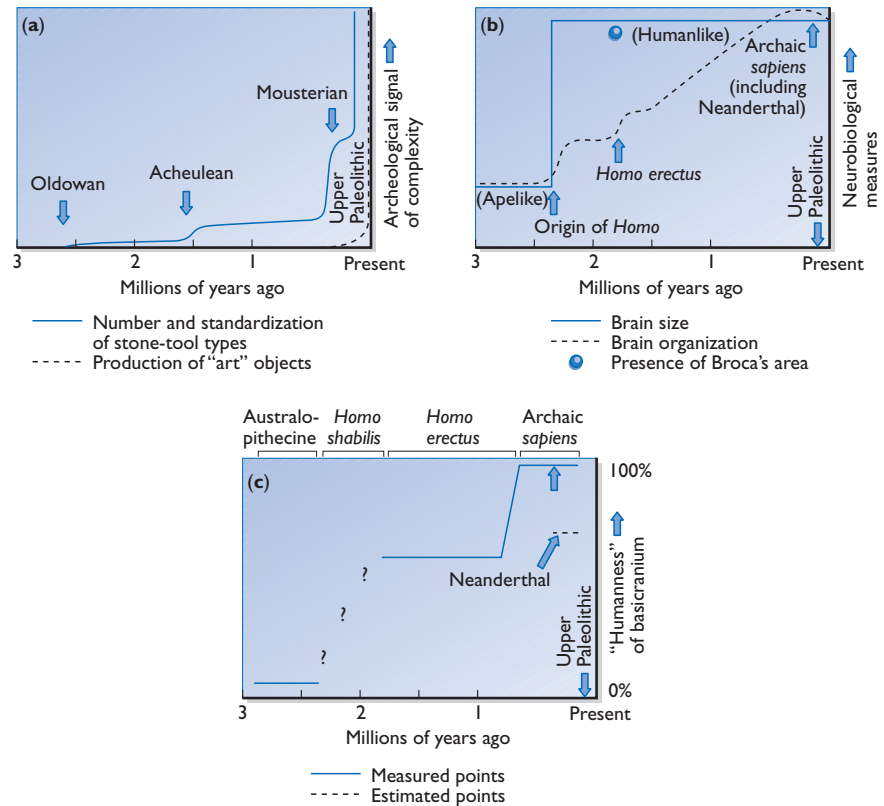 (a)
Mousterian
Acheulean
Oldowan
Upper
Paleolithic
Archeological signal
of complexity
3
2
1
Present
Millions of years ago
Number and standardization
of stone-tool types
Production of “art” objects
(b)
(Humanlike)
Archaic
sapiens
(including
Neanderthal)
Homo erectus
(Apelike)
Origin of Homo
Upper
Paleolithic
Neurobiological
measures
3
2
1
Present
Millions of years ago
Brain size
Brain organization
Presence of Broca’s area
Australo-
pithecine
Homo
shabilis
Homo
erectus
Archaic
sapiens
(c)
100%
?
?
?
Neanderthal
Upper
Paleolithic
“Humanness”
of basicranium
0%
3
2
1
Present
Millions of years ago
Measured points
Estimated points